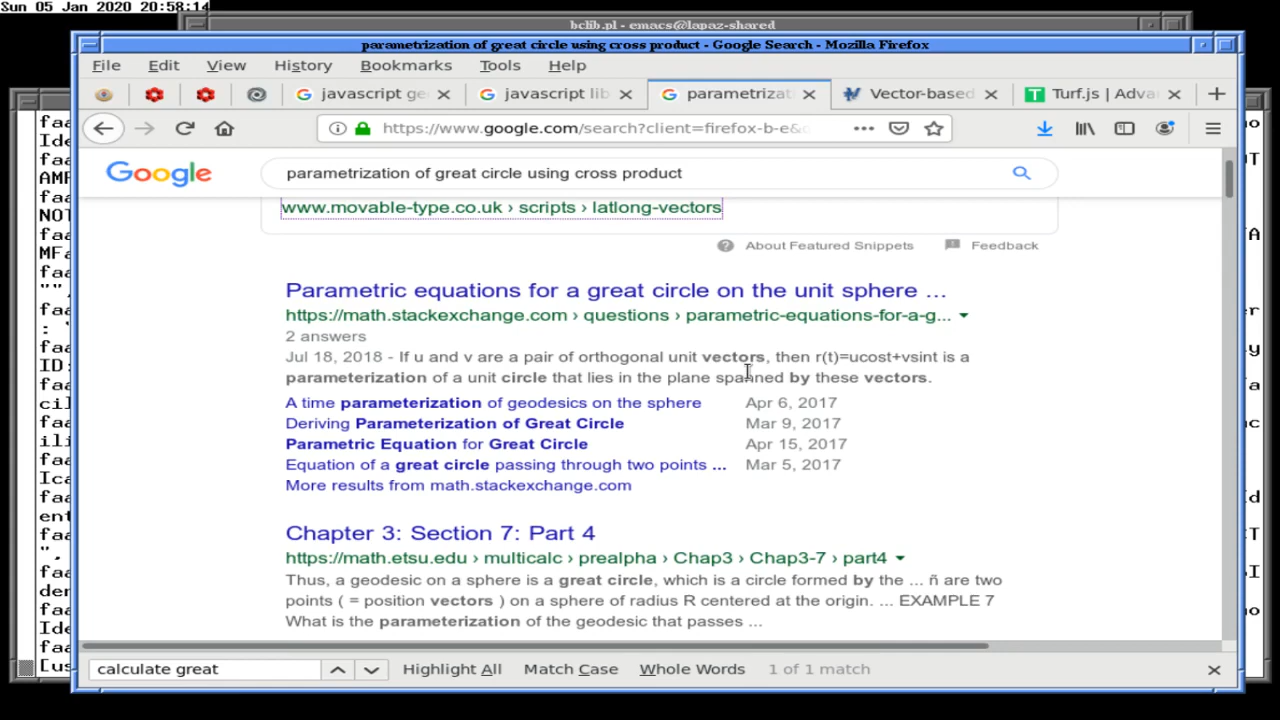 Sun 05 Jan 2020 20:58:14
bclib.pl - emacs@lapaz-shared
parametrization of great circle using cross product - Google Search - Mozilla Firefox
File Edit View History Bookmarks Tools Help
javascript ge
javascript lib
parametrizat
Vector-based
Turf.js | Adva
https://www.google.com/search?client=firefox-b-e&
Google
parametrization of great circle using cross product
www.movable-type.co.uk › scripts › latlong-vectors
About Featured Snippets Feedback
Parametric equations for a great circle on the unit sphere ...
https://math.stackexchange.com › questions › parametric-equations-for-a-g...
2 answers
Jul 18, 2018 - If u and v are a pair of orthogonal unit vectors, then r(t)=ucost+vsint is a
parameterization of a unit circle that lies in the plane spanned by these vectors.
A time parameterization of geodesics on the sphere Apr 6, 2017
Deriving Parameterization of Great Circle Mar 9, 2017
Parametric Equation for Great Circle Apr 15, 2017
Equation of a great circle passing through two points ... Mar 5, 2017
More results from math.stackexchange.com
Chapter 3: Section 7: Part 4
https://math.etsu.edu › multicalc › prealpha › Chap3 › Chap3-7 › part4
Thus, a geodesic on a sphere is a great circle, which is a circle formed by the ... ñ are two
points ( = position vectors ) on a sphere of radius R centered at the origin. ... EXAMPLE 7
What is the parameterization of the geodesic that passes ...
calculate great Highlight All Match Case Whole Words 1 of 1 match